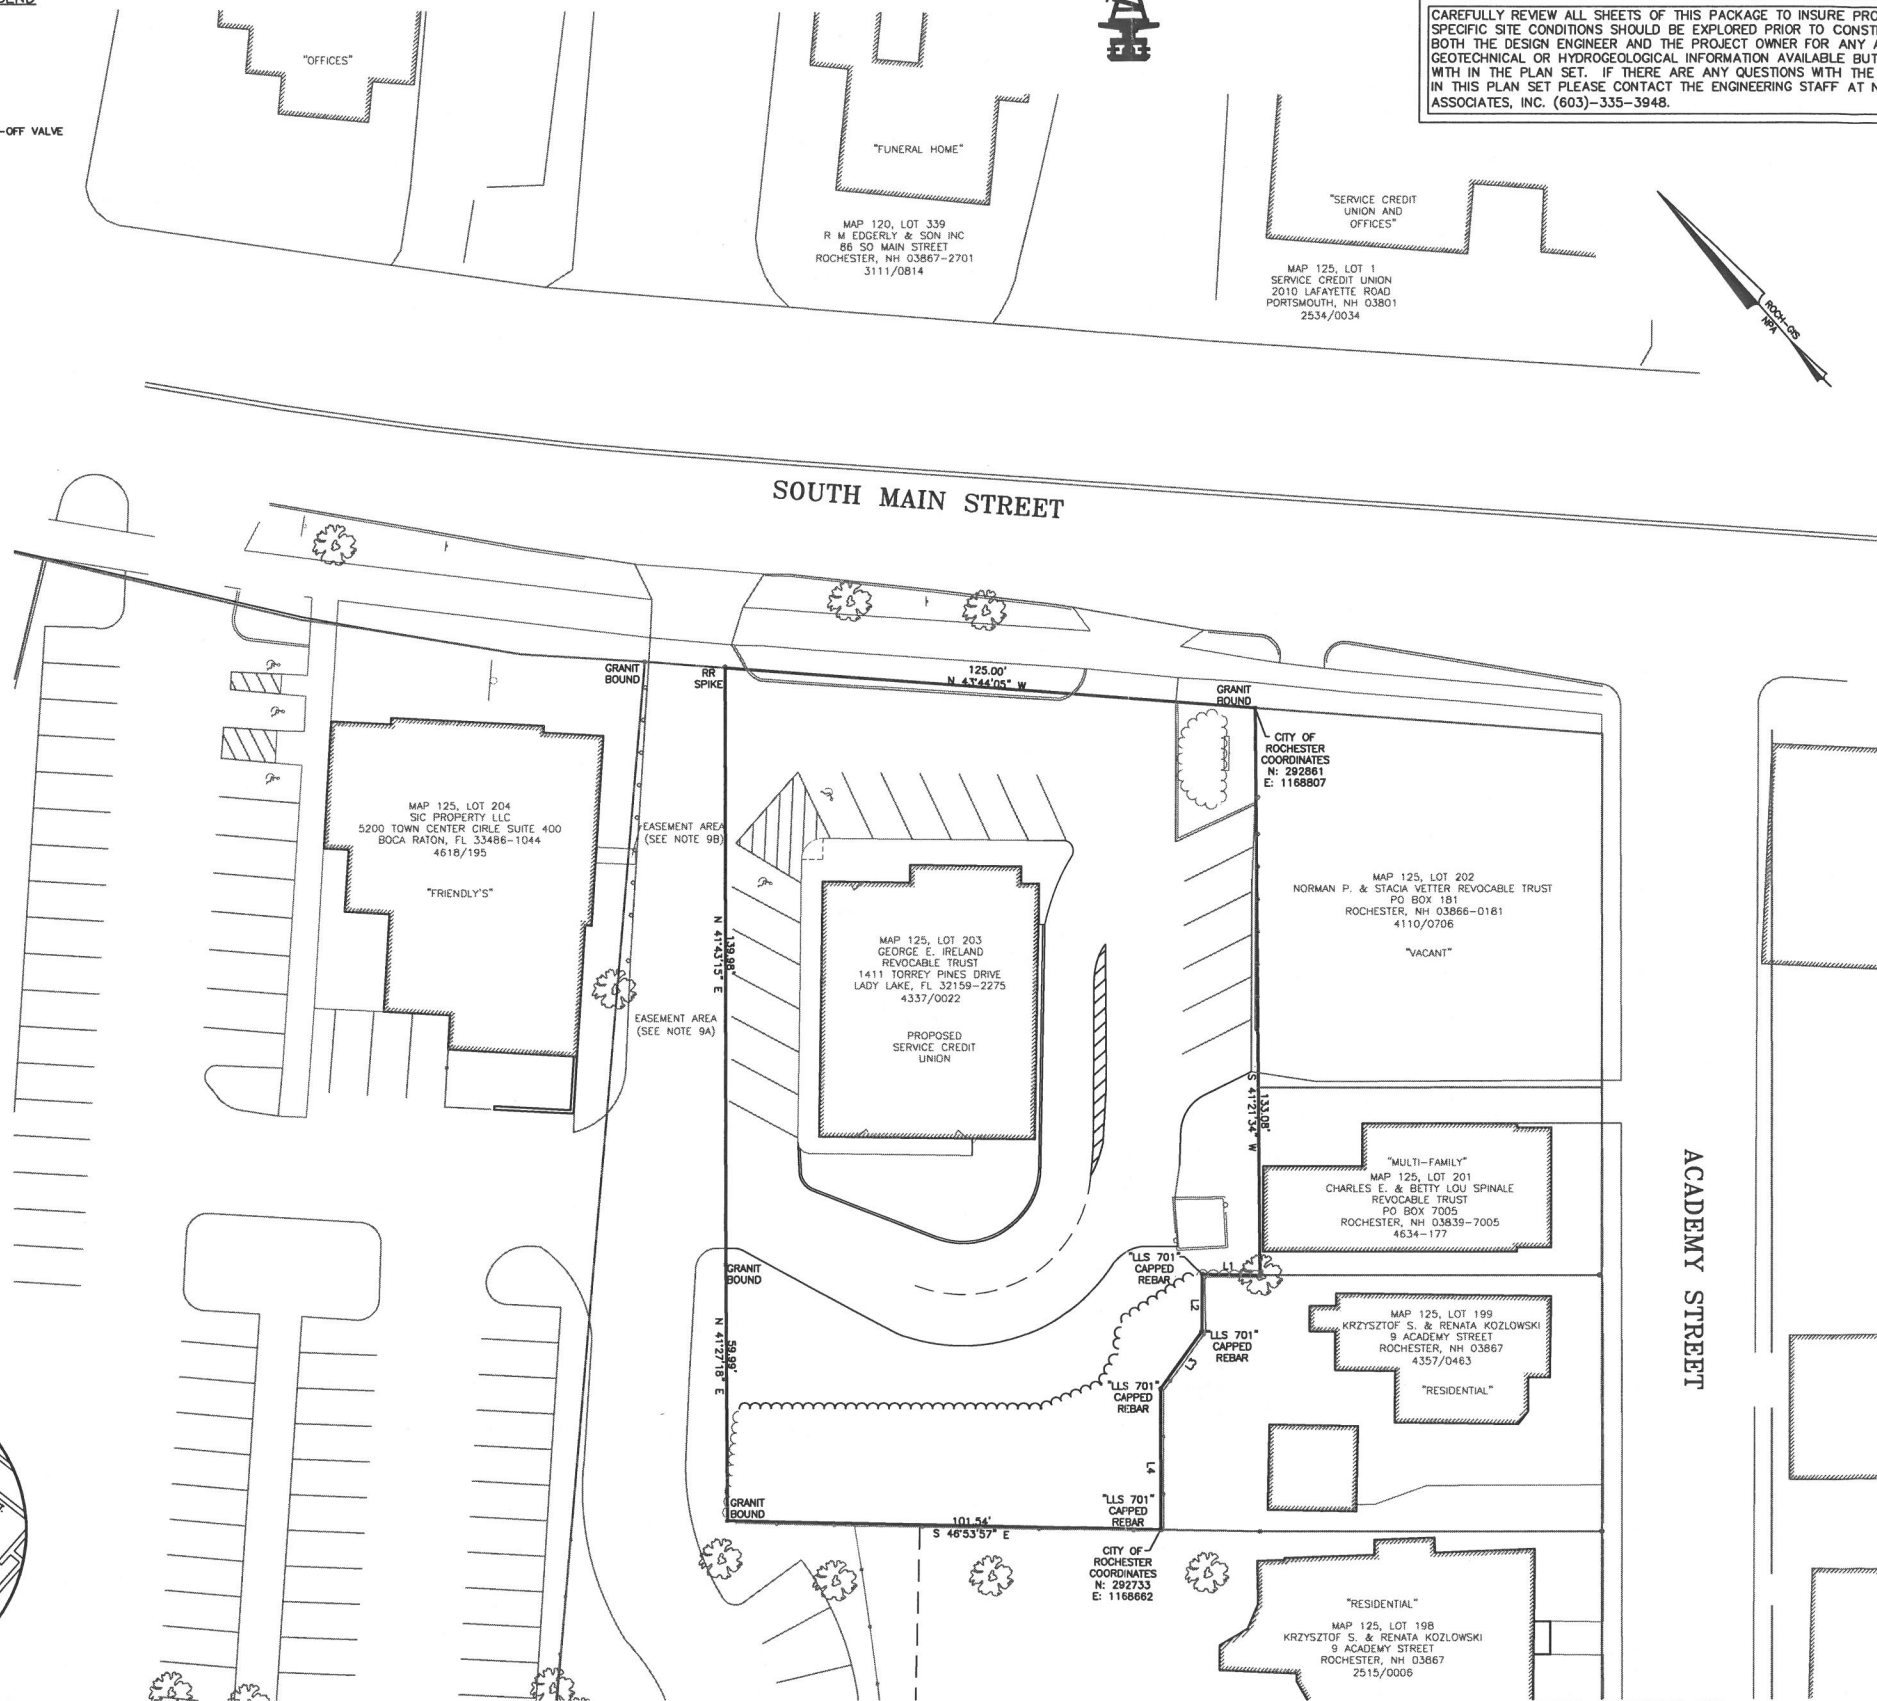 CAREFULLY REVIEW ALL SHEETS OF THIS PACKAGE TO INSURE
SPECIFIC SITE CONDITIONS SHOULD BE EXPLORED PRIOR TO
BOTH THE DESIGN ENGINEER AND THE PROJECT OWNER FOR ANY
GEOTECHNICAL OR HYDROGEOLOGICAL INFORMATION AVAILABLE BUT
WITH IN THE PLAN SET. IF THERE ARE ANY QUESTIONS WITH THE
IN THIS PLAN SET PLEASE CONTACT THE ENGINEERING STAFF AT
ASSOCIATES, INC. (603)-335-3948.
"OFFICES"
-OFF VALVE
"FUNERAL HOME"
MAP 120, LOT 339
R M EDGERLY & SON INC
86 SO MAIN STREET
ROCHESTER, NH 03867-2701
3111/0814
"SERVICE CREDIT
UNION AND
OFFICES"
MAP 125, LOT 1
SERVICE CREDIT UNION
2010 LAFAYETTE ROAD
PORTSMOUTH, NH 03801
2534/0034
ROCH-GIS
NPA
SOUTH MAIN STREET
GRANIT
BOUND
RR
SPIKE
125.00'
N 43°44'05" W
GRANIT
BOUND
CITY OF
ROCHESTER
COORDINATES
N: 292861
E: 1168807
MAP 125, LOT 204
SIC PROPERTY LLC
5200 TOWN CENTER CIRLE SUITE 400
BOCA RATON, FL 33486-1044
4618/195
"FRIENDLY'S"
EASEMENT AREA
(SEE NOTE 9B)
139.98'
N 41°43'15" E
EASEMENT AREA
(SEE NOTE 9A)
MAP 125, LOT 203
GEORGE E. IRELAND
REVOCABLE TRUST
1411 TORREY PINES DRIVE
LADY LAKE, FL 32159-2275
4337/0022
PROPOSED
SERVICE CREDIT
UNION
MAP 125, LOT 202
NORMAN P. & STACIA VETTER REVOCABLE TRUST
PO BOX 181
ROCHESTER, NH 03866-0181
4110/0706
"VACANT"
133.08'
S 41°21'34" W
"MULTI-FAMILY"
MAP 125, LOT 201
CHARLES E. & BETTY LOU SPINALE
REVOCABLE TRUST
PO BOX 7005
ROCHESTER, NH 03839-7005
4634-177
ACADEMY STREET
GRANIT
BOUND
"LLS 701"
CAPPED
REBAR
L1
L2
"LLS 701"
CAPPED
REBAR
L3
"LLS 701"
CAPPED
REBAR
MAP 125, LOT 199
KRZYSZTOF S. & RENATA KOZLOWSKI
9 ACADEMY STREET
ROCHESTER, NH 03867
4357/0463
"RESIDENTIAL"
59.99'
N 41°27'18" E
L4
GRANIT
BOUND
"LLS 701"
CAPPED
REBAR
101.54'
S 46°53'57" E
CITY OF
ROCHESTER
COORDINATES
N: 292733
E: 1168662
"RESIDENTIAL"
MAP 125, LOT 198
KRZYSZTOF S. & RENATA KOZLOWSKI
9 ACADEMY STREET
ROCHESTER, NH 03867
2515/0006